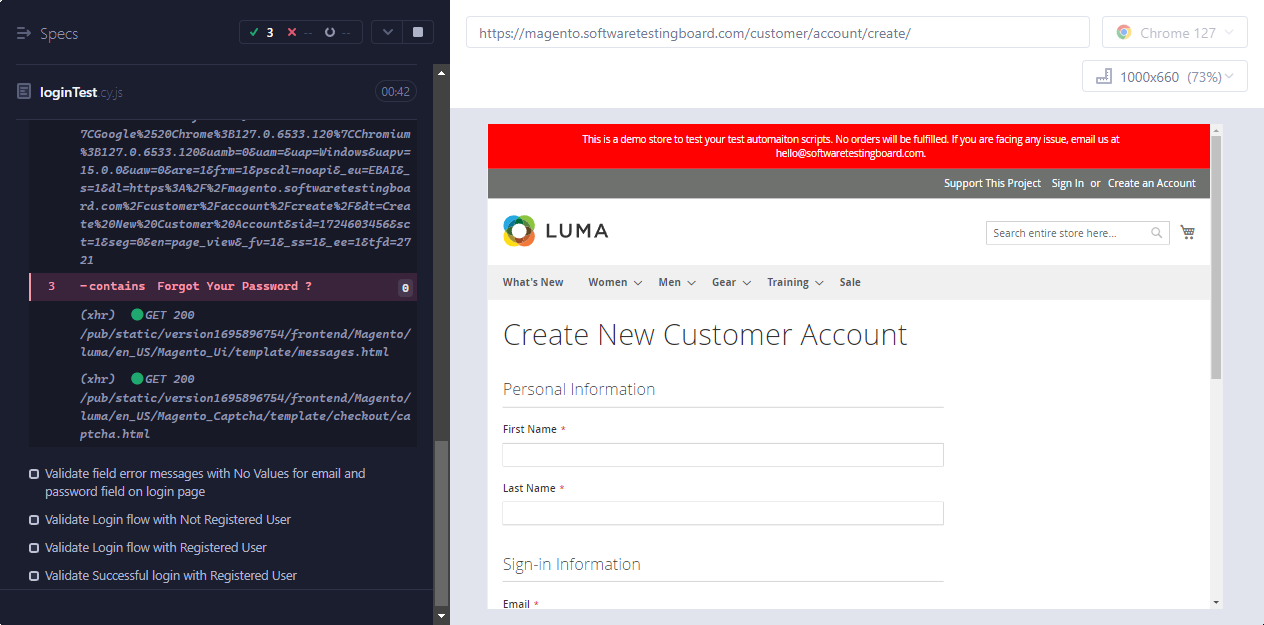 Specs
3
--
--
loginTest.cy.js
00:42
7CGoogle%2520Chrome%3B127.0.6533.120%7CChromium
%3B127.0.6533.120&uamb=0&uam=&uap=Windows&uapv=
15.0.0&uaw=0&are=1&frm=1&pscdl=noapi&_eu=EBAI&_
s=1&dl=https%3A%2F%2Fmagento.softwaretestingboa
rd.com%2Fcustomer%2Faccount%2Fcreate%2F&dt=Crea
te%20New%20Customer%20Account&sid=1724603456&sc
t=1&seg=0&en=page_view&_fv=1&_ss=1&_ee=1&tfd=27
21
3 -contains Forgot Your Password ? 0
(xhr) GET 200
/pub/static/version1695896754/frontend/Magento/
luma/en_US/Magento_Ui/template/messages.html
(xhr) GET 200
/pub/static/version1695896754/frontend/Magento/
luma/en_US/Magento_Captcha/template/checkout/ca
ptcha.html
Validate field error messages with No Values for email and
password field on login page
Validate Login flow with Not Registered User
Validate Login flow with Registered User
Validate Successful login with Registered User
https://magento.softwaretestingboard.com/customer/account/create/
Chrome 127
1000x660 (73%)
This is a demo store to test your test automaiton scripts. No orders will be fulfilled. If you are facing any issue, email us at
hello@softwaretestingboard.com.
Support This Project Sign In or Create an Account
LUMA
Search entire store here...
What's New Women Men Gear Training Sale
Create New Customer Account
Personal Information
First Name *
Last Name *
Sign-in Information
Email *